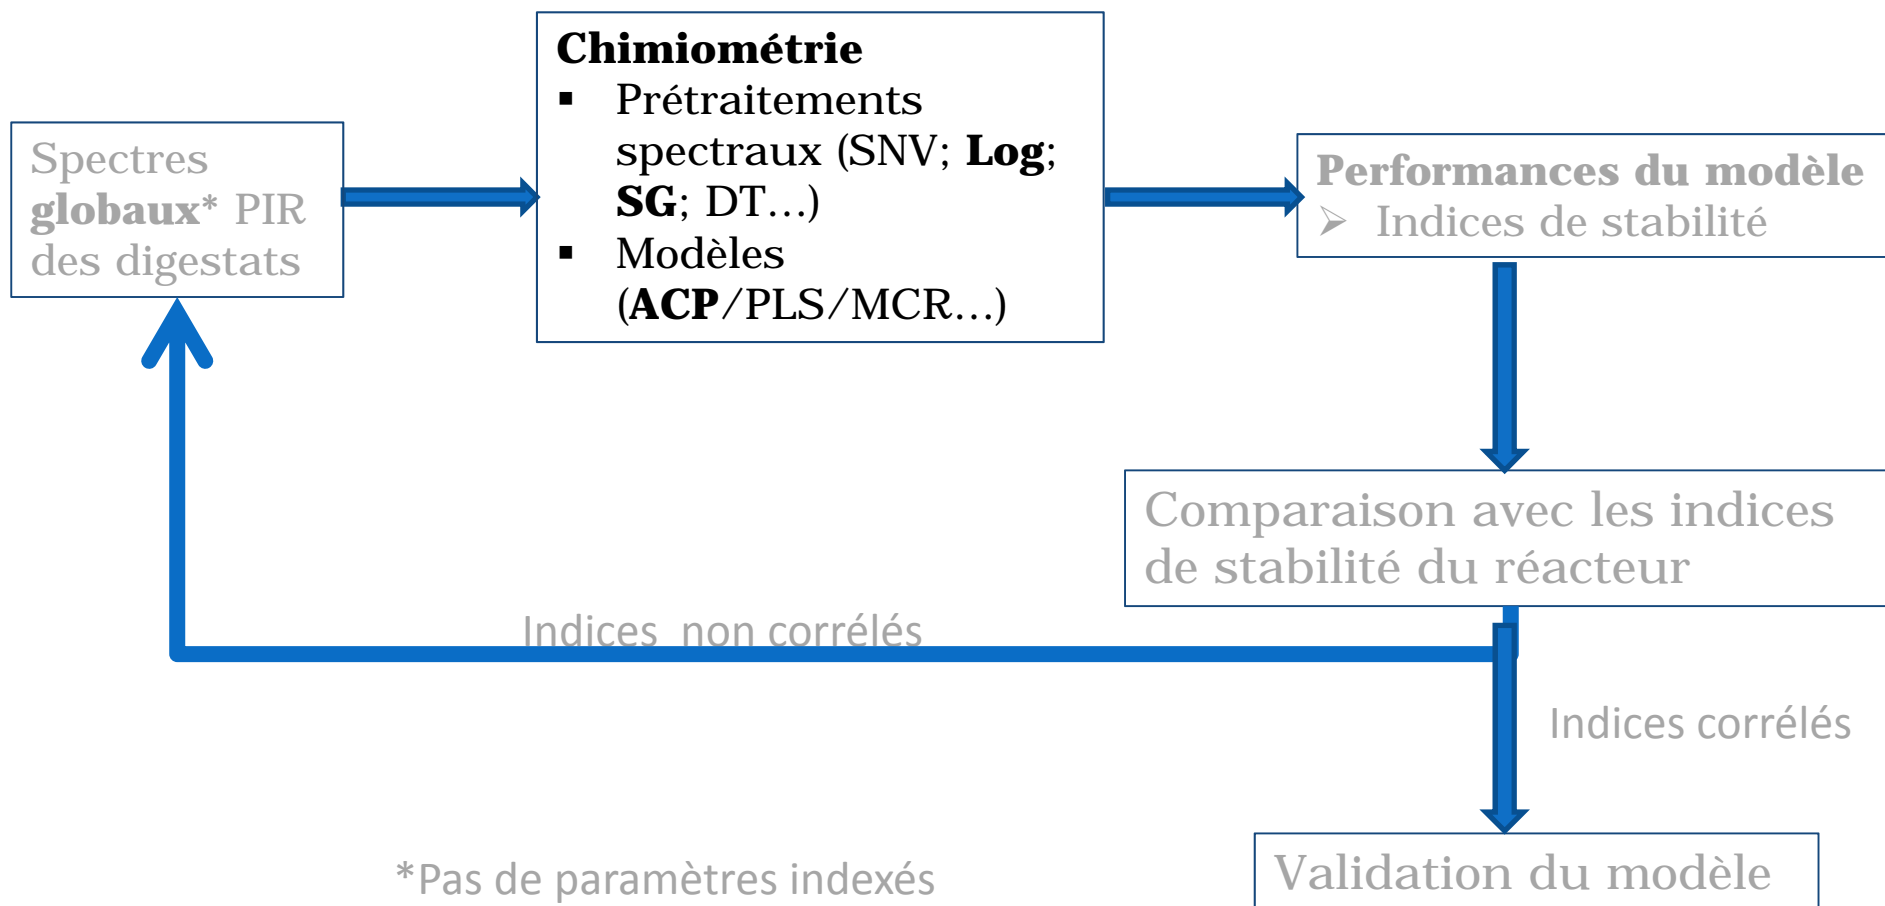 Chimiométrie
▪ Prétraitements
spectraux (SNV; Log;
SG; DT...)
▪ Modèles
(ACP/PLS/MCR...)
Spectres
globaux* PIR
des digestats
Performances du modèle
➢ Indices de stabilité
Comparaison avec les indices
de stabilité du réacteur
Indices  non corrélés
Indices corrélés
*Pas de paramètres indexés
Validation du modèle